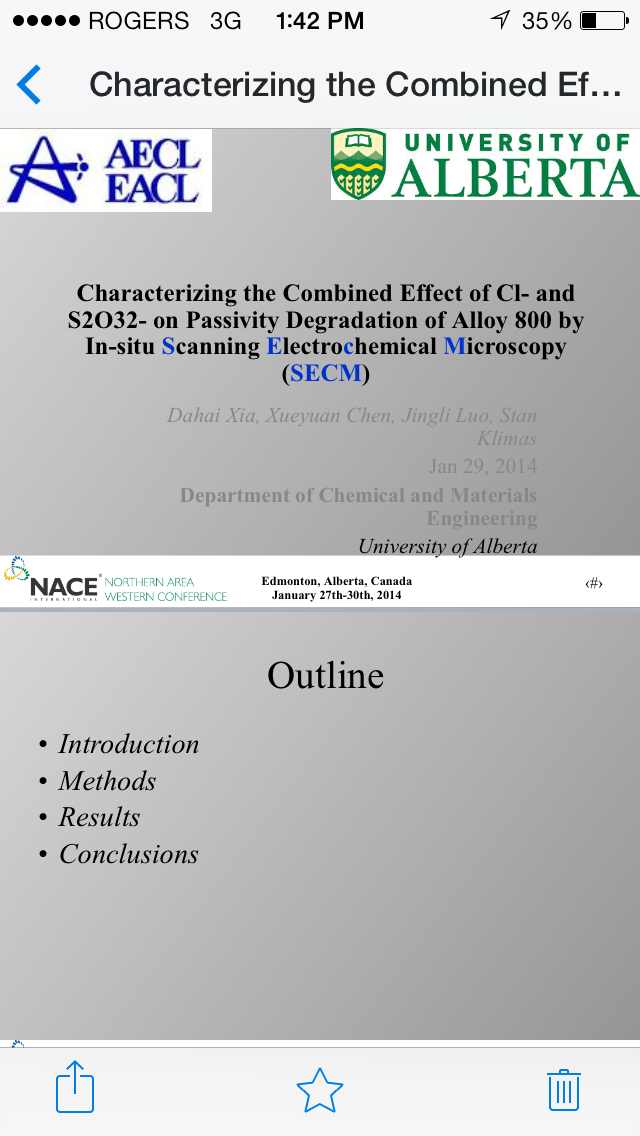 ROGERS 3G 1:42 PM 35%
Characterizing the Combined Ef...
AECL
EACL
UNIVERSITY OF
ALBERTA
Characterizing the Combined Effect of Cl- and
S2O32- on Passivity Degradation of Alloy 800 by
In-situ Scanning Electrochemical Microscopy
(SECM)
Dahai Xia, Xueyuan Chen, Jingli Luo, Stan
Klimas
Jan 29, 2014
Department of Chemical and Materials
Engineering
University of Alberta
NACE®
INTERNATIONAL
NORTHERN AREA
WESTERN CONFERENCE
Edmonton, Alberta, Canada
January 27th-30th, 2014
‹#›
Outline
• Introduction
• Methods
• Results
• Conclusions